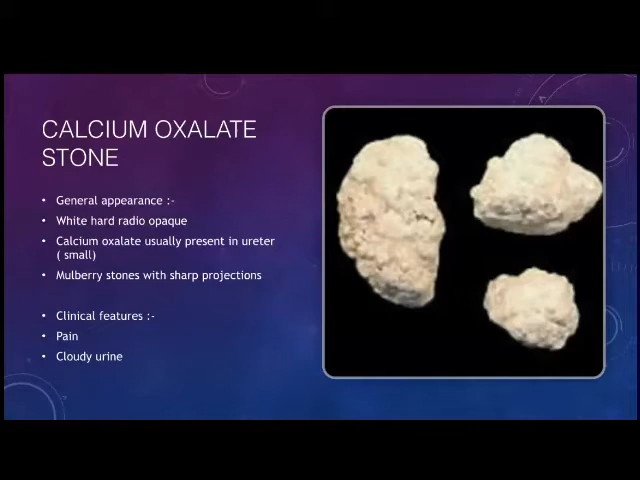 CALCIUM OXALATE
STONE
• General appearance :-
• White hard radio opaque
• Calcium oxalate usually present in ureter
( small)
• Mulberry stones with sharp projections
• Clinical features :-
• Pain
• Cloudy urine